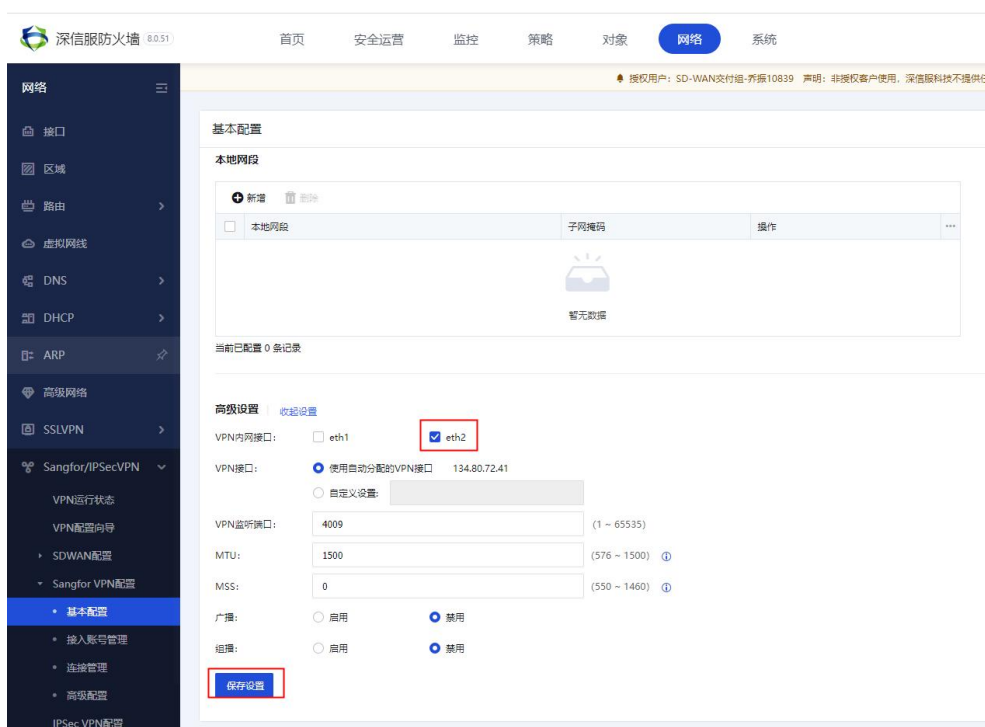 深信服防火墙 8.0.51
首页 安全运营 监控 策略 对象 网络 系统
网络
授权用户：SD-WAN交付组-乔振10839 声明：非授权客户使用，深信服科技不提供
接口
区域
路由
虚拟网线
DNS
DHCP
ARP
高级网络
SSLVPN
Sangfor/IPSecVPN
VPN运行状态
VPN配置向导
SDWAN配置
Sangfor VPN配置
基本配置
接入账号管理
连接管理
高级配置
IPSec VPN配置
基本配置
本地网段
新增 删除
本地网段 子网掩码 操作 ...
暂无数据
当前已配置 0 条记录
高级设置 收起设置
VPN内网接口： eth1 eth2
VPN接口： 使用自动分配的VPN接口 134.80.72.41
自定义设置:
VPN监听端口： 4009 (1 ~ 65535)
MTU： 1500 (576 ~ 1500)
MSS： 0 (550 ~ 1460)
广播： 启用 禁用
组播： 启用 禁用
保存设置